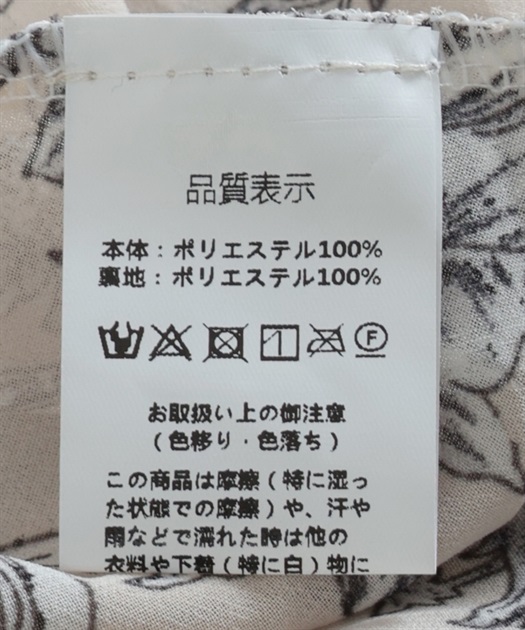 品質表示
本体：ポリエステル100%
裏地：ポリエステル100%
F
お取扱い上の御注意
（色移り・色落ち）
この商品は摩擦（特に湿っ
た状態での摩擦）や、汗や
雨などで濡れた時は他の
衣料や下着（特に白）物に